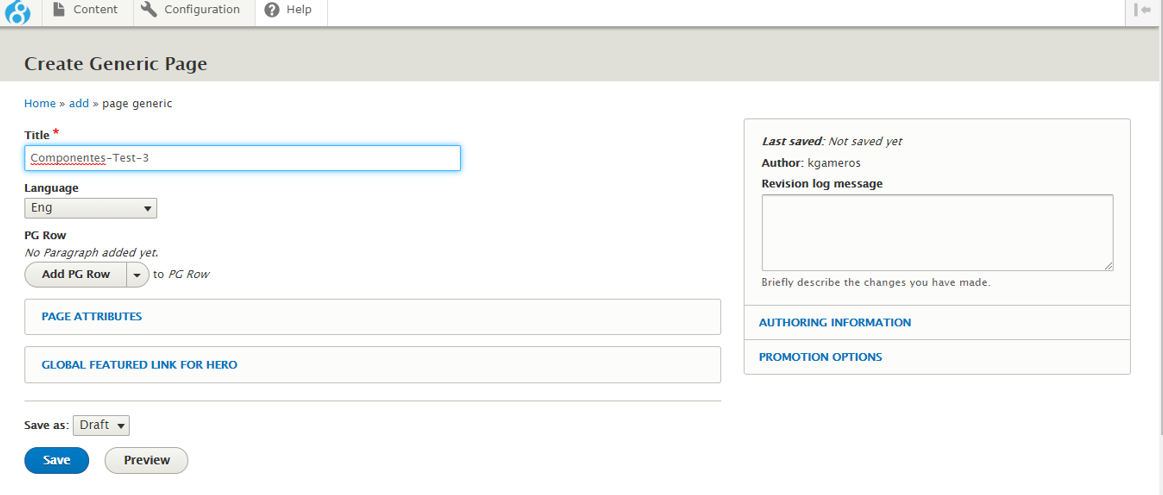 Content Configuration Help
Create Generic Page
Home » add » page generic
Title *
Componentes-Test-3
Language
Eng
PG Row
No Paragraph added yet.
Add PG Row to PG Row
PAGE ATTRIBUTES
GLOBAL FEATURED LINK FOR HERO
Save as: Draft
Save Preview
Last saved: Not saved yet
Author: kgameros
Revision log message
Briefly describe the changes you have made.
AUTHORING INFORMATION
PROMOTION OPTIONS